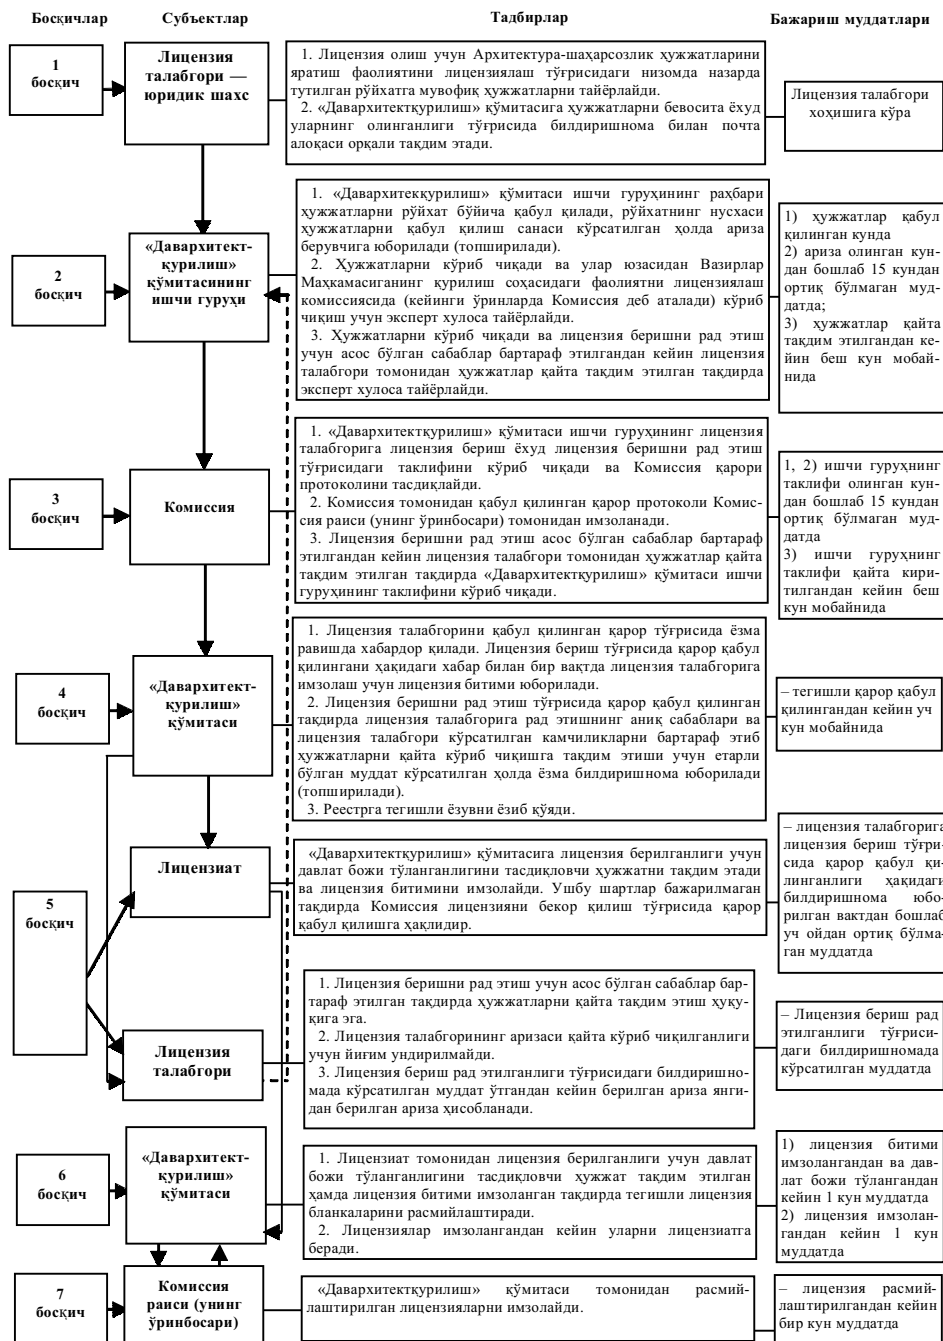 Босқичлар Субъектлар Тадбирлар Бажариш муддатлари
1
босқич
Лицензия
талабгори —
юридик шахс
1. Лицензия олиш учун Архитектура-шаҳарсозлик ҳужжатларини
яратиш фаолиятини лицензиялаш тўғрисидаги низомда назарда
тутилган рўйхатга мувофиқ ҳужжатларни тайёрлайди.
2. «Давархитектқурилиш» қўмитасига ҳужжатларни бевосита ёхуд
уларнинг олинганлиги тўғрисида билдиришнома билан почта
алоқаси орқали тақдим этади.
Лицензия талабгори
хоҳишига кўра
2
босқич
«Давархитект-
қурилиш»
қўмитасининг
ишчи гуруҳи
1. «Давархитекқурилиш» қўмитаси ишчи гуруҳининг раҳбари
ҳужжатларни рўйхат бўйича қабул қилади, рўйхатнинг нусхаси
ҳужжатларни қабул қилиш санаси кўрсатилган ҳолда ариза
берувчига юборилади (топширилади).
2. Ҳужжатларни кўриб чиқади ва улар юзасидан Вазирлар
Маҳкамасиганинг қурилиш соҳасидаги фаолиятни лицензиялаш
комиссиясида (кейинги ўринларда Комиссия деб аталади) кўриб
чиқиш учун эксперт хулоса тайёрлайди.
3. Ҳужжатларни кўриб чиқади ва лицензия беришни рад этиш
учун асос бўлган сабаблар бартараф этилгандан кейин лицензия
талабгори томонидан ҳужжатлар қайта тақдим этилган тақдирда
эксперт хулоса тайёрлайди.
1) ҳужжатлар қабул
қилинган кунда
2) ариза олинган кун-
дан бошлаб 15 кундан
ортиқ бўлмаган муд-
датда;
3) ҳужжатлар қайта
тақдим этилгандан ке-
йин беш кун мобай-
нида
3
босқич
Комиссия
1. «Давархитектқурилиш» қўмитаси ишчи гуруҳининг лицензия
талабгорига лицензия бериш ёхуд лицензия беришни рад этиш
тўғрисидаги таклифини кўриб чиқади ва Комиссия қарори
протоколини тасдиқлайди.
2. Комиссия томонидан қабул қилинган қарор протоколи Комис-
сия раиси (унинг ўринбосари) томонидан имзоланади.
3. Лицензия беришни рад этиш асос бўлган сабаблар бартараф
этилгандан кейин лицензия талабгори томонидан ҳужжатлар қайта
тақдим этилган тақдирда «Давархитектқурилиш» қўмитаси ишчи
гуруҳининг таклифини кўриб чиқади.
1, 2) ишчи гуруҳнинг
таклифи олинган кун-
дан бошлаб 15 кундан
ортиқ бўлмаган муд-
датда
3) ишчи гуруҳнинг
таклифи қайта кири-
тилгандан кейин беш
кун мобайнида
4
босқич
«Давархитект-
қурилиш»
қўмитаси
1. Лицензия талабгорини қабул қилинган қарор тўғрисида ёзма
равишда хабардор қилади. Лицензия бериш тўғрисида қарор қабул
қилингани ҳақидаги хабар билан бир вақтда лицензия талабгорига
имзолаш учун лицензия битими юборилади.
2. Лицензия беришни рад этиш тўғрисида қарор қабул қилинган
тақдирда лицензия талабгорига рад этишнинг аниқ сабаблари ва
лицензия талабгори кўрсатилган камчиликларни бартараф этиб
ҳужжатларни қайта кўриб чиқишга тақдим этиши учун етарли
бўлган муддат кўрсатилган ҳолда ёзма билдиришнома юборилади
(топширилади).
3. Реестрга тегишли ёзувни ёзиб қўяди.
– тегишли қарор қабул
қилингандан кейин уч
кун мобайнида
5
босқич
Лицензиат
«Давархитектқурилиш» қўмитасига лицензия берилганлиги учун
давлат божи тўланганлигини тасдиқловчи ҳужжатни тақдим этади
ва лицензия битимини имзолайди. Ушбу шартлар бажарилмаган
тақдирда Комиссия лицензияни бекор қилиш тўғрисида қарор
қабул қилишга ҳақлидир.
– лицензия талабгорига
лицензия бериш тўғри-
сида қарор қабул қи-
линганлиги ҳақидаги
билдиришнома юбо-
рилган вактдан бошлаб
уч ойдан ортиқ бўлма-
ган муддатда
Лицензия
талабгори
1. Лицензия беришни рад этиш учун асос бўлган сабаблар бар-
тараф этилган тақдирда ҳужжатларни қайта тақдим этиш ҳуқу-
қига эга.
2. Лицензия талабгорининг аризаси қайта кўриб чиқилганлиги
учун йиғим ундирилмайди.
3. Лицензия бериш рад этилганлиги тўғрисидаги билдиришно-
мада кўрсатилган муддат ўтгандан кейин берилган ариза янги-
дан берилган ариза ҳисобланади.
– Лицензия бериш рад
этилганлиги тўғриси-
даги билдиришномада
кўрсатилган муддатда
6
босқич
«Давархитект-
қурилиш»
қўмитаси
1. Лицензиат томонидан лицензия берилганлиги учун давлат
божи тўланганлигини тасдиқловчи ҳужжат тақдим этилган
ҳамда лицензия битими имзоланган тақдирда тегишли лицензия
бланкаларини расмийлаштиради.
2. Лицензиялар имзолангандан кейин уларни лицензиатга
беради.
1) лицензия битими
имзолангандан ва дав-
лат божи тўлангандан
кейин 1 кун муддатда
2) лицензия имзолан-
гандан кейин 1 кун
муддатда
7
босқич
Комиссия
раиси (унинг
ўринбосари)
«Давархитектқурилиш» қўмитаси томонидан расмий-
лаштирилган лицензияларни имзолайди.
– лицензия расмий-
лаштирилгандан кейин
бир кун муддатда